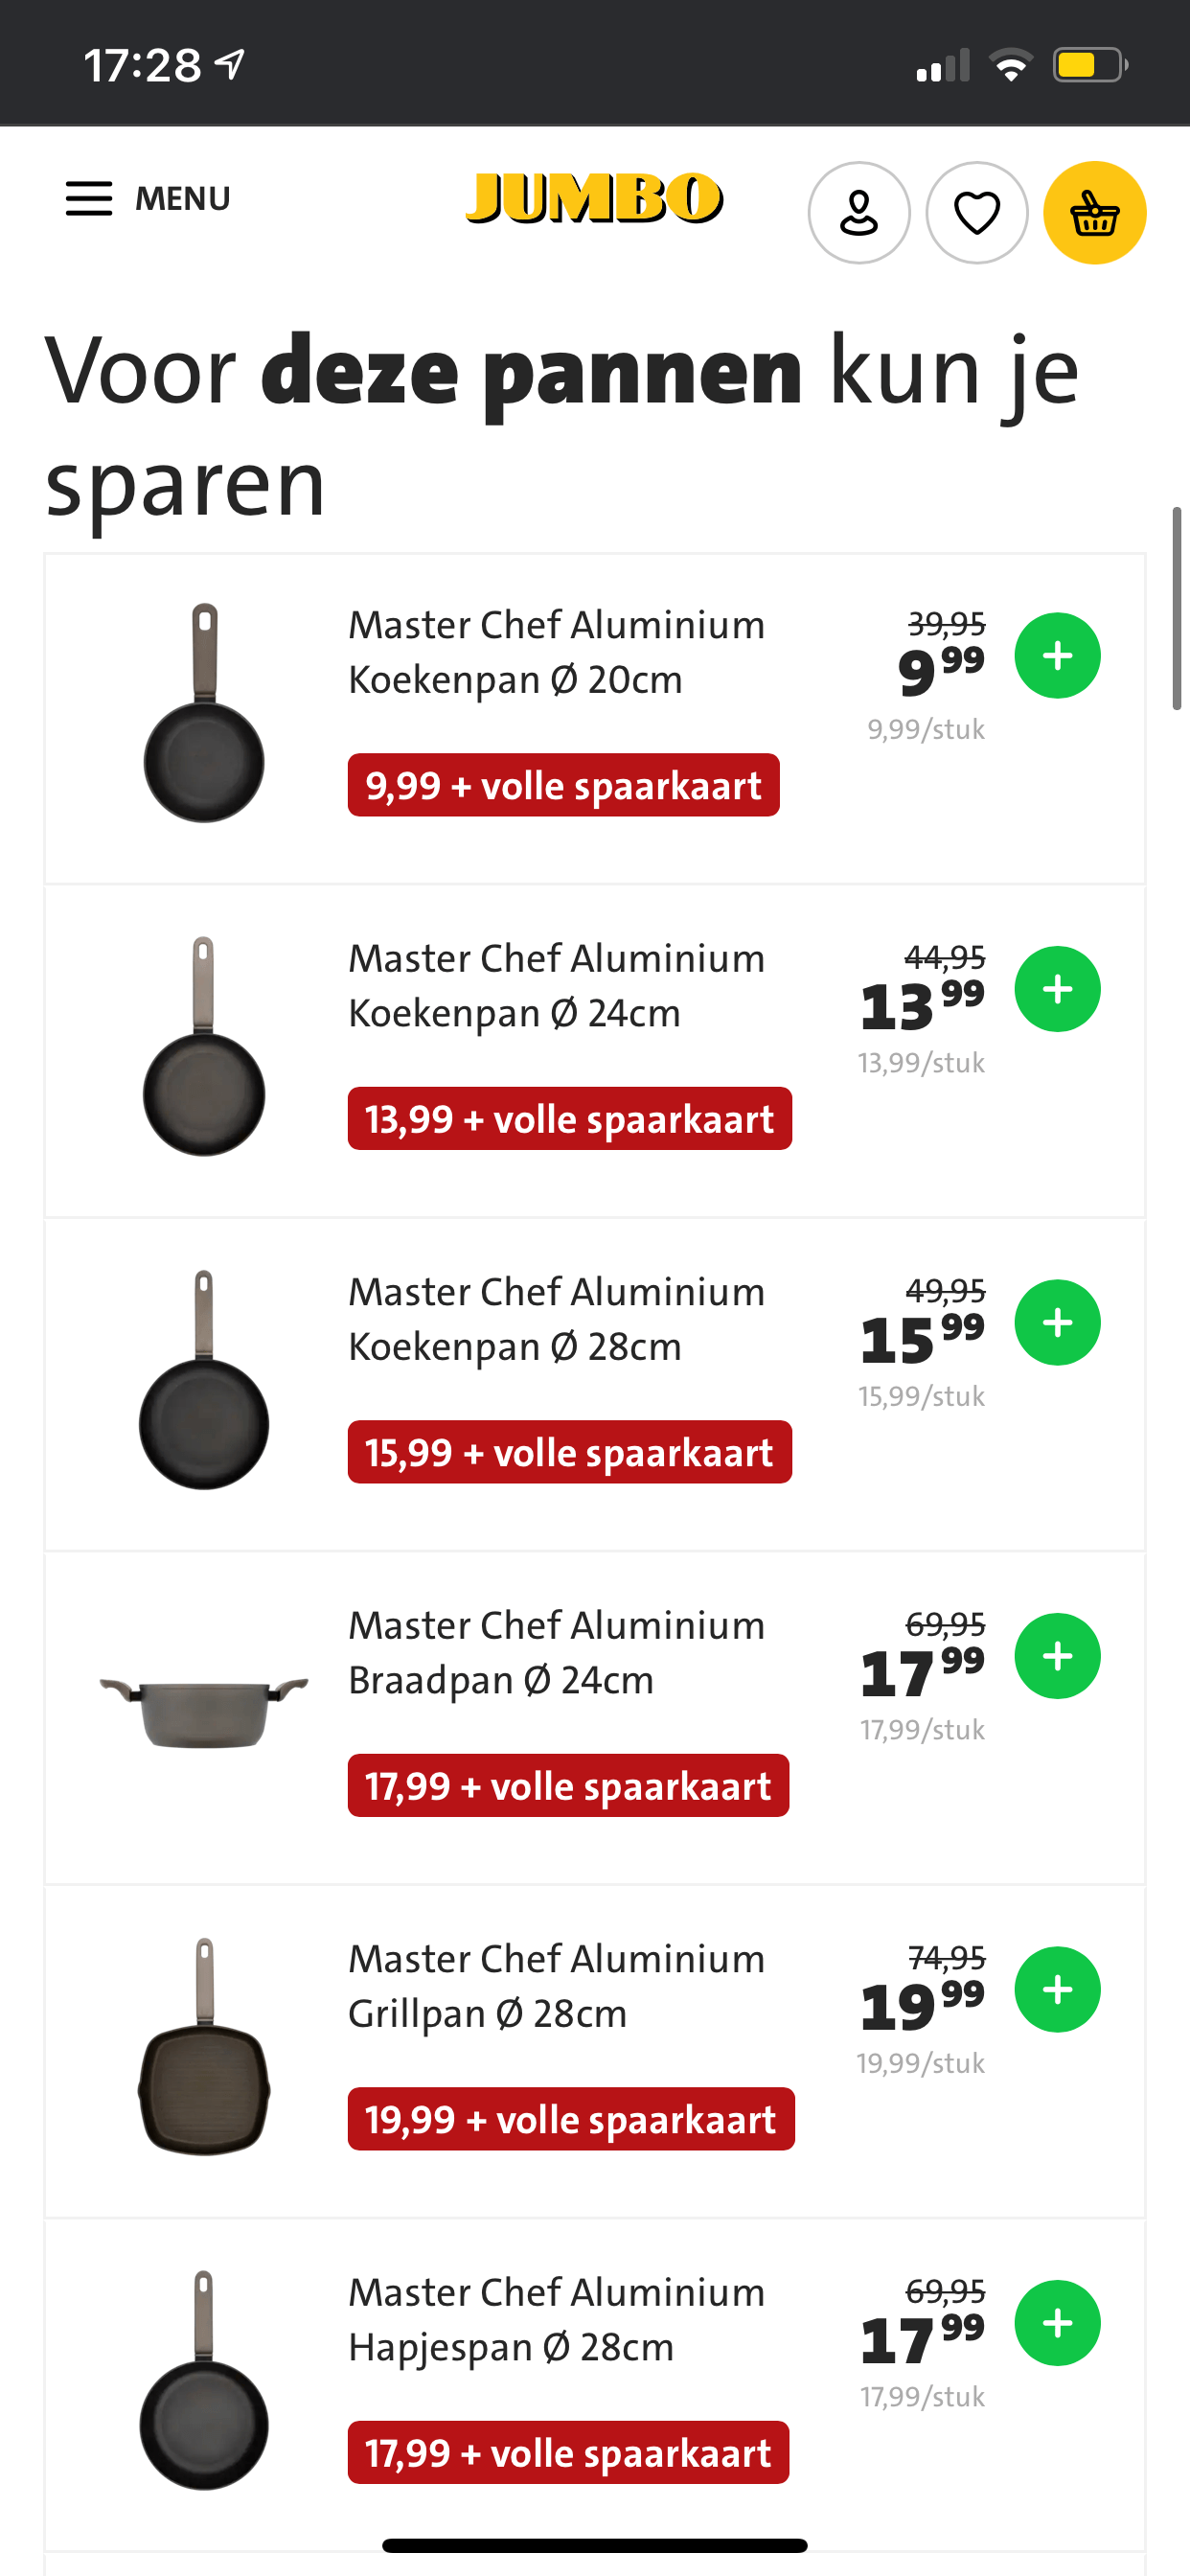 17:28
MENU
JUMBO
Voor deze pannen kun je
sparen
Master Chef Aluminium
Koekenpan Ø 20cm
39,95
9 99
9,99/stuk
9,99 + volle spaarkaart
Master Chef Aluminium
Koekenpan Ø 24cm
44,95
13 99
13,99/stuk
13,99 + volle spaarkaart
Master Chef Aluminium
Koekenpan Ø 28cm
49,95
15 99
15,99/stuk
15,99 + volle spaarkaart
Master Chef Aluminium
Braadpan Ø 24cm
69,95
17 99
17,99/stuk
17,99 + volle spaarkaart
Master Chef Aluminium
Grillpan Ø 28cm
74,95
19 99
19,99/stuk
19,99 + volle spaarkaart
Master Chef Aluminium
Hapjespan Ø 28cm
69,95
17 99
17,99/stuk
17,99 + volle spaarkaart